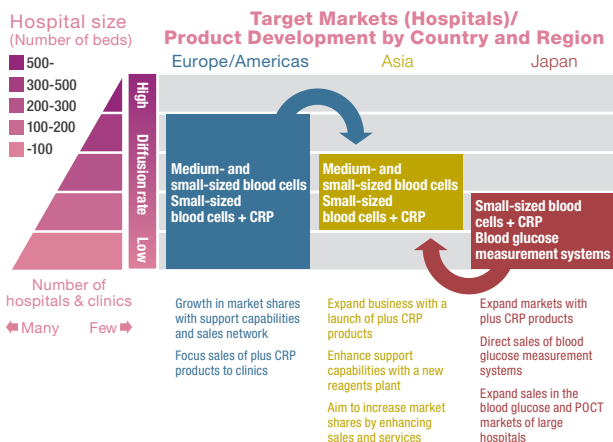 Hospital size
(Number of beds)
Target Markets (Hospitals)/
Product Development by Country and Region
Europe/Americas
Asia
Japan
500-
300-500
200-300
100-200
-100
High
Diffusion rate
Low
Medium- and
small-sized blood cells
Small-sized
blood cells + CRP
Medium- and
small-sized blood cells
Small-sized
blood cells + CRP
Small-sized blood
cells + CRP
Blood glucose
measurement systems
Number of
hospitals & clinics
Many
Few
Growth in market shares
with support capabilities
and sales network
Focus sales of plus CRP
products to clinics
Expand business with a
launch of plus CRP
products
Enhance support
capabilities with a new
reagents plant
Aim to increase market
shares by enhancing
sales and services
Expand markets with
plus CRP products
Direct sales of blood
glucose measurement
systems
Expand sales in the
blood glucose and POCT
markets of large
hospitals